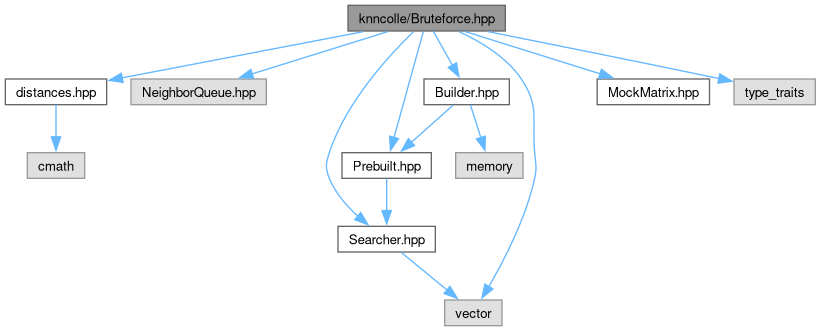 knncolle/Bruteforce.hpp
distances.hpp
NeighborQueue.hpp
Builder.hpp
MockMatrix.hpp
type_traits
cmath
Prebuilt.hpp
memory
Searcher.hpp
vector